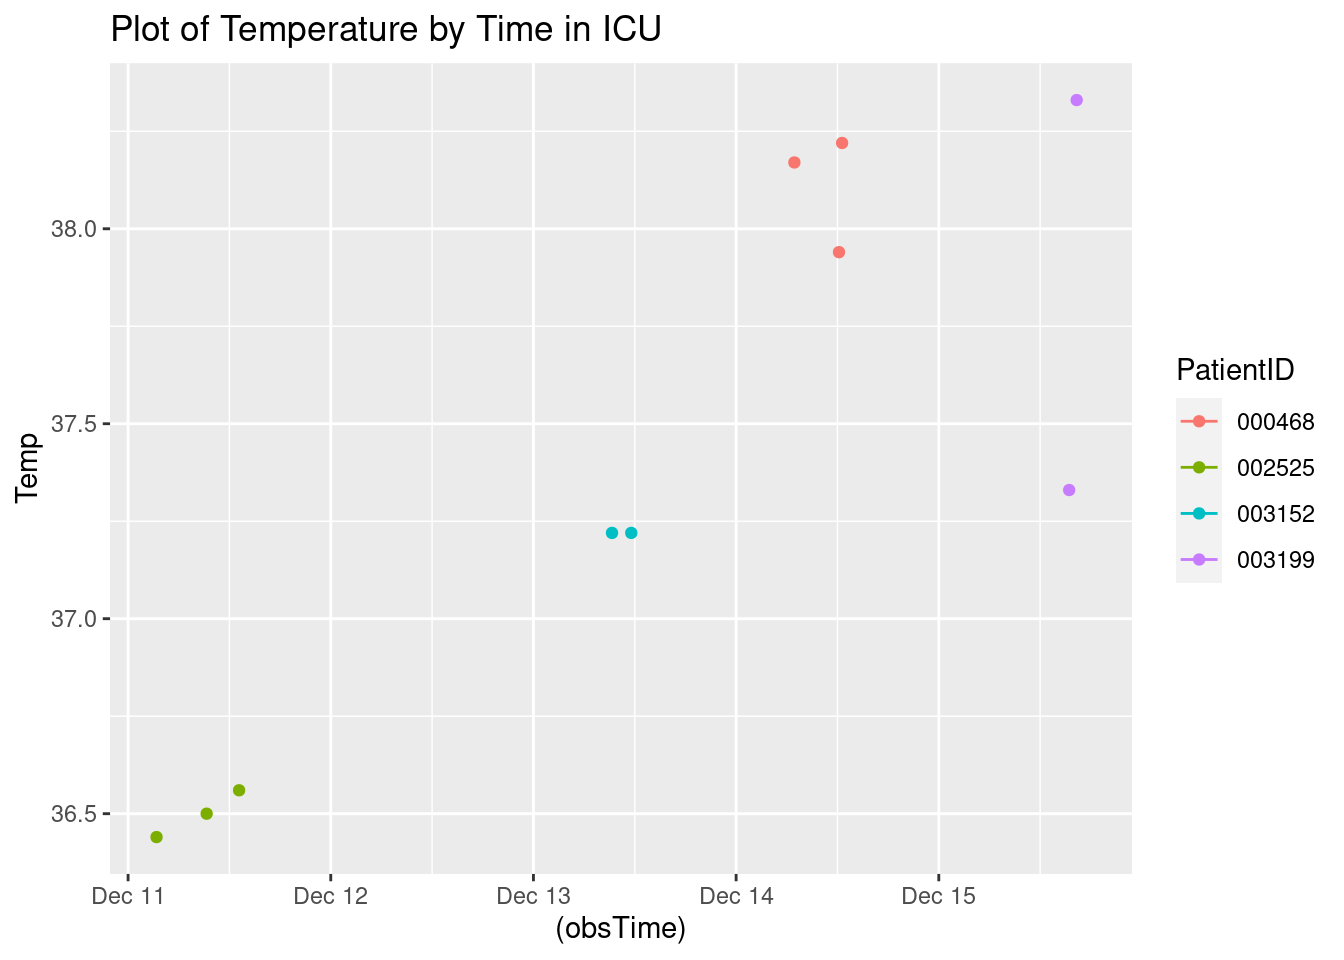 Plot of Temperature by Time in ICU
Temp
38.0
37.5
37.0
36.5
Dec 11
Dec 12
Dec 13
Dec 14
Dec 15
(obsTime)
PatientID
000468
002525
003152
003199